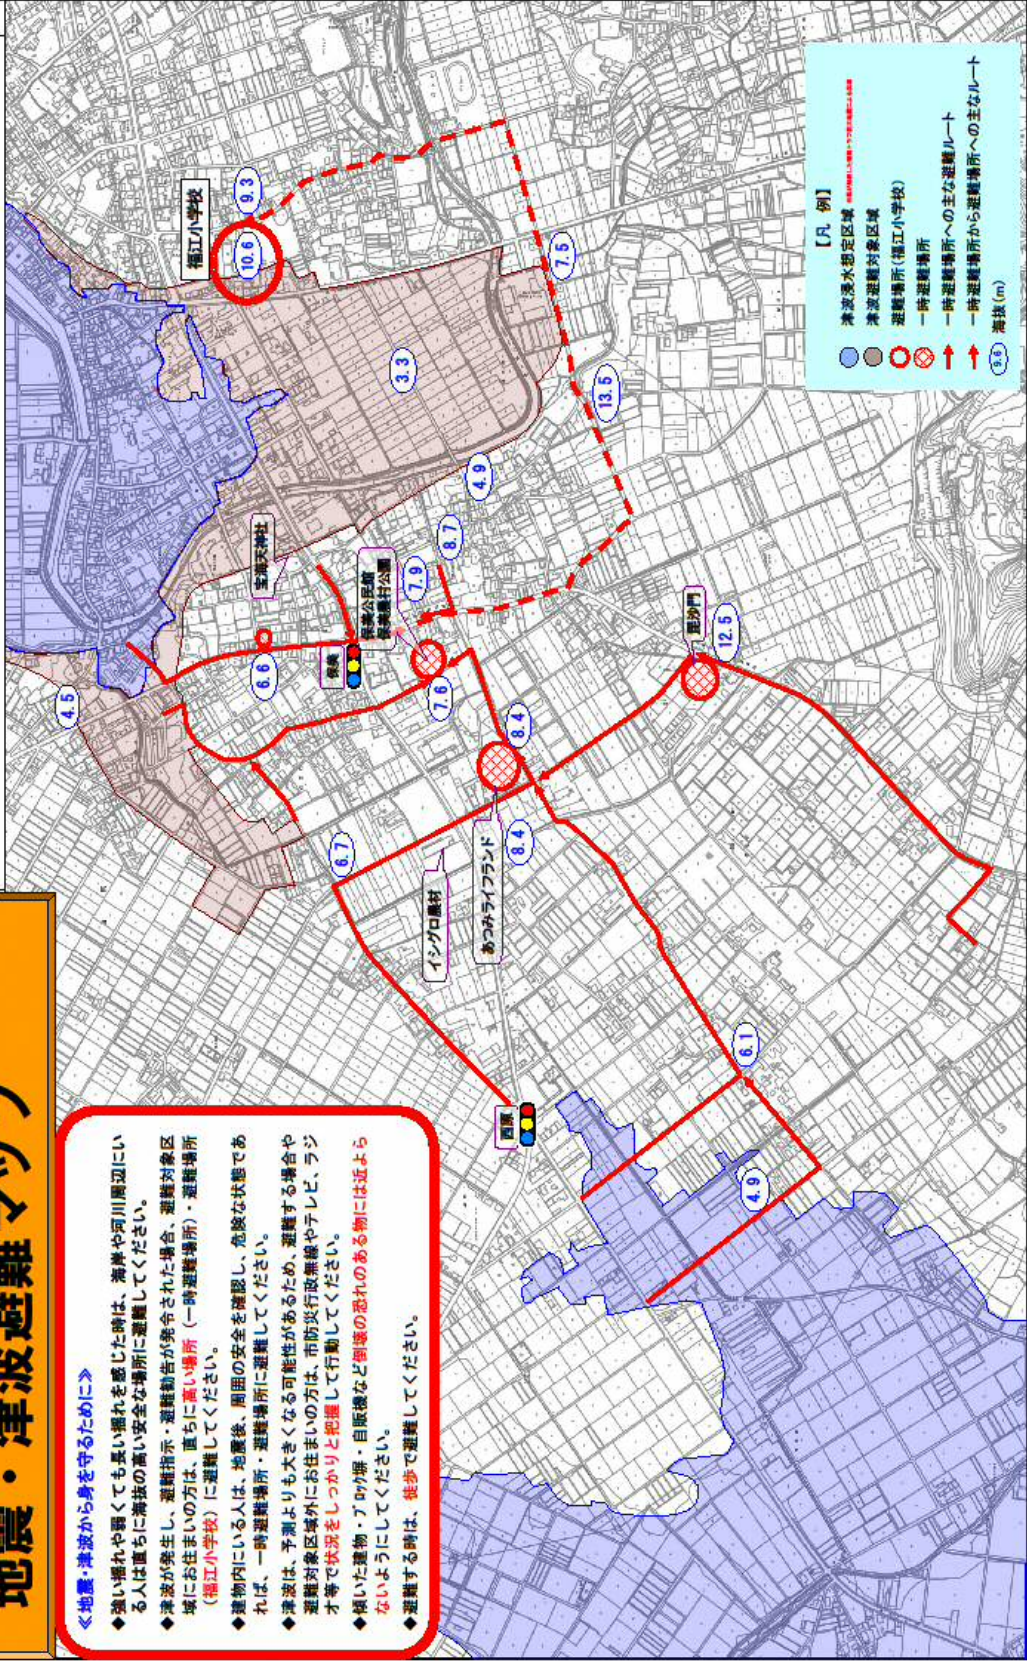 地震・津波避難マップ
≪地震・津波から身を守るために≫
◆強い揺れや弱くても長い揺れを感じた時は、海岸や河川周辺にい
る人は直ちに海抜の高い安全な場所に避難してください。
◆津波が発生し、避難指示・避難勧告が発令された場合、避難対象区
域にお住まいの方は、直ちに高い場所（一時避難場所）・避難場所
（福江小学校）に避難してください。
◆建物内にいる人は、地震後、周囲の安全を確認し、危険な状態であ
れば、一時避難場所・避難場所に避難してください。
◆津波は、予測よりも大きくなる可能性があるため、避難する場合や
避難対象区域外にお住まいの方は、市防災行政無線やテレビ、ラジ
オ等で状況をしっかりと把握して行動してください。
◆傾いた建物・ブロック塀・自販機など倒壊の恐れのある物には近よら
ないようにしてください。
◆避難する時は、徒歩で避難してください。
4.5
福江小学校
10.6
9.3
3.3
宝海天神社
6.6
保美
保美公民館
保美農村公園
7.9
8.7
4.9
7.5
13.5
7.6
6.7
イシグロ農材
あつみライフランド
8.4
8.4
毘沙門
12.5
西原
6.1
4.9
【凡 例】
津波浸水想定区域
津波避難対象区域
避難場所(福江小学校)
一時避難場所
一時避難場所への主な避難ルート
一時避難場所から避難場所への主なルート
9.6 海抜(m)